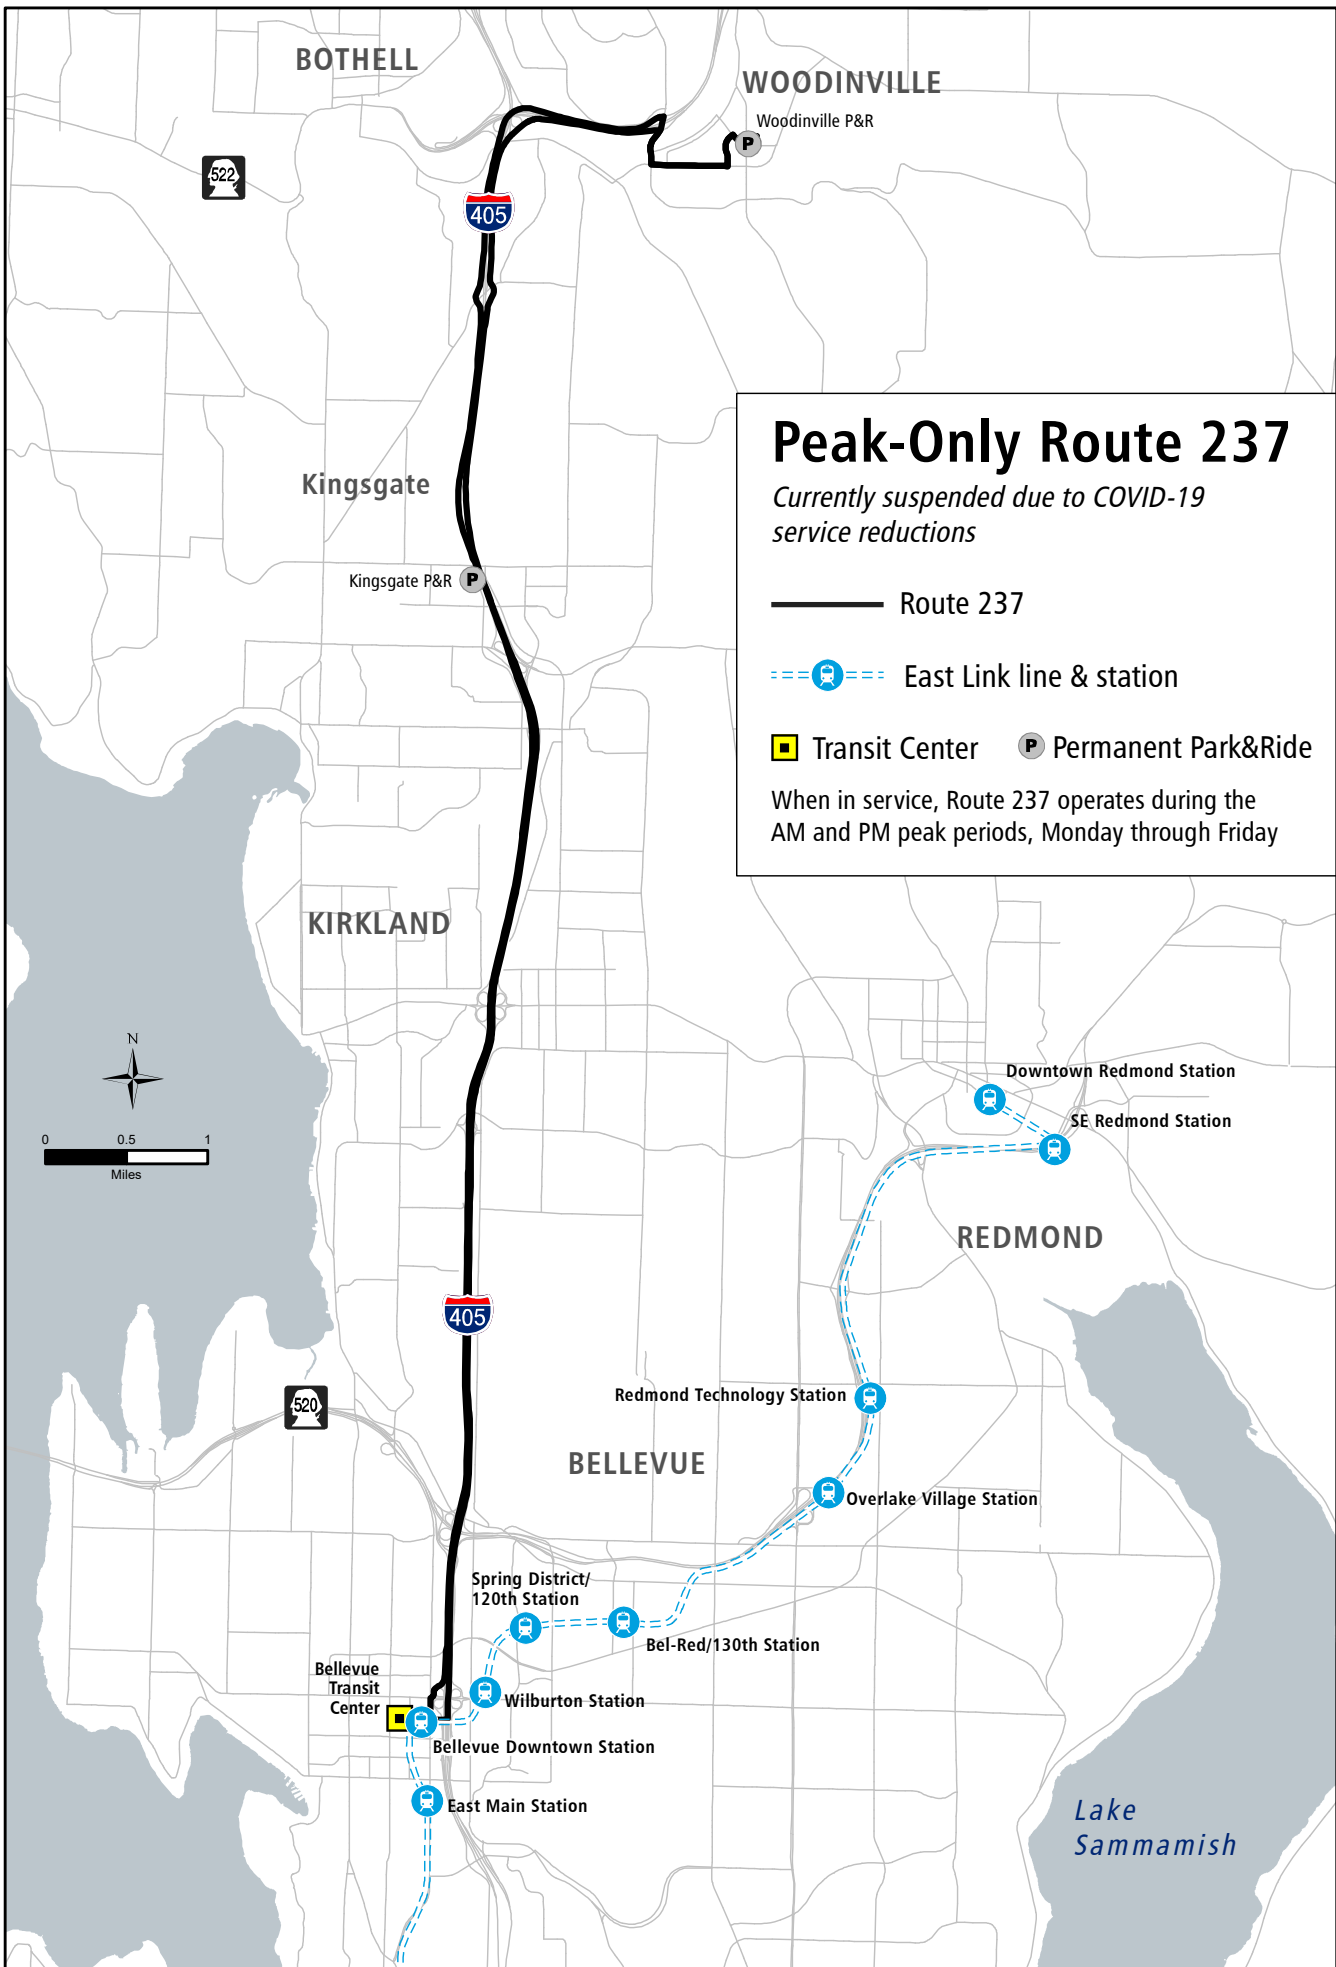 BOTHELL
WOODINVILLE
Woodinville P&R
P
522
405
Peak-Only Route 237
Currently suspended due to COVID-19
service reductions
Route 237
East Link line & station
Transit Center
P Permanent Park&Ride
When in service, Route 237 operates during the
AM and PM peak periods, Monday through Friday
Kingsgate
Kingsgate P&R P
KIRKLAND
N
0 0.5 1
Miles
Downtown Redmond Station
SE Redmond Station
REDMOND
405
520
Redmond Technology Station
BELLEVUE
Overlake Village Station
Spring District/
120th Station
Bel-Red/130th Station
Bellevue
Transit
Center
Wilburton Station
Bellevue Downtown Station
East Main Station
Lake
Sammamish